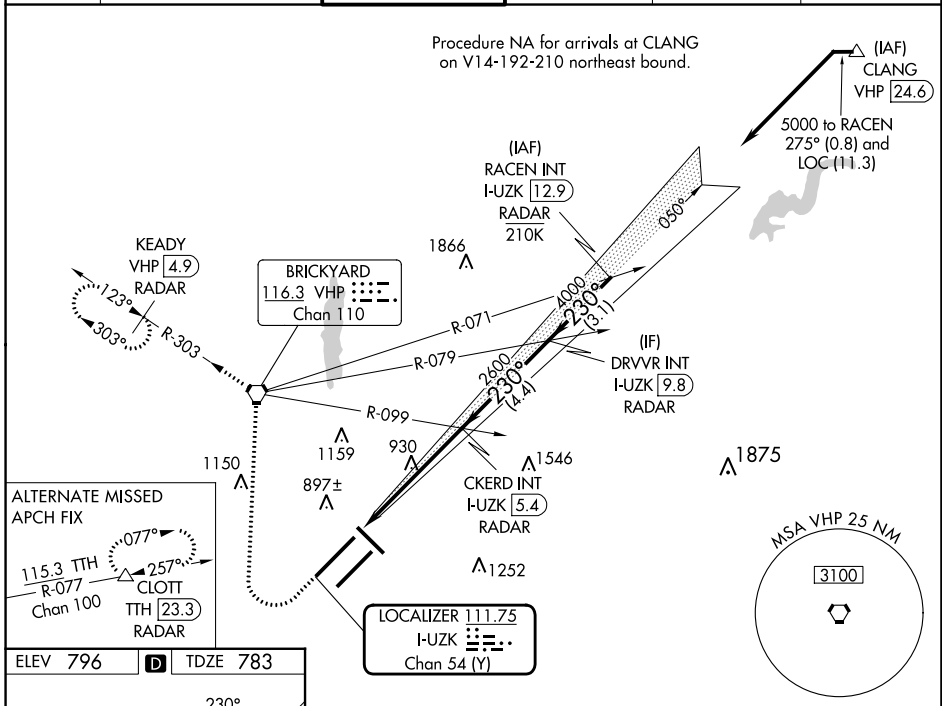 Procedure NA for arrivals at CLANG
on V14-192-210 northeast bound.
(IAF)
CLANG
VHP 24.6
5000 to RACEN
275° (0.8) and
LOC (11.3)
(IAF)
RACEN INT
I-UZK 12.9
RADAR
210K
050°
1866
KEADY
VHP 4.9
RADAR
BRICKYARD
116.3 VHP
Chan 110
123°
303°
R-303
R-071
4000
230°
(3.1)
R-079
(IF)
DRVVR INT
I-UZK 9.8
RADAR
2600
230°
(4.4)
R-099
1159
930
1546
1875
1150
897±
CKERD INT
I-UZK 5.4
RADAR
ALTERNATE MISSED
APCH FIX
077°
115.3 TTH
R-077
Chan 100
257°
CLOTT
TTH 23.3
RADAR
1252
MSA VHP 25 NM
3100
LOCALIZER 111.75
I-UZK
Chan 54 (Y)
ELEV 796 D TDZE 783
230°